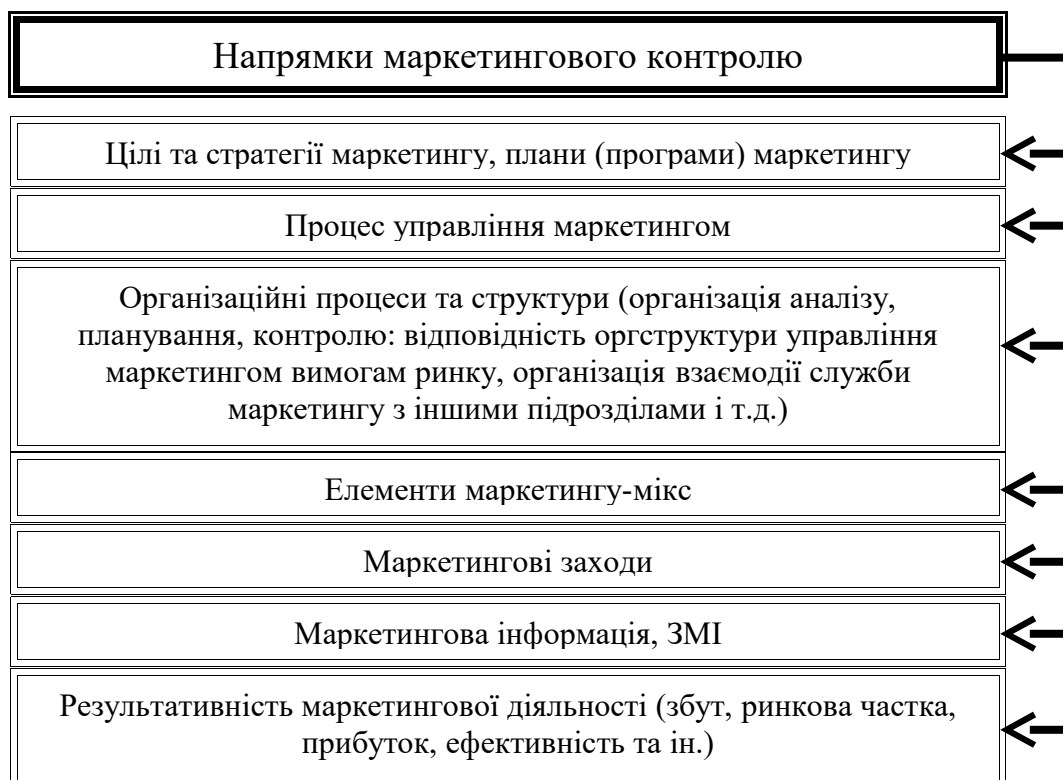 Напрямки маркетингового контролю
Цілі та стратегії маркетингу, плани (програми) маркетингу
Процес управління маркетингом
Організаційні процеси та структури (організація аналізу,
планування, контролю: відповідність оргструктури управління
маркетингом вимогам ринку, організація взаємодії служби
маркетингу з іншими підрозділами і т.д.)
Елементи маркетингу-мікс
Маркетингові заходи
Маркетингова інформація, ЗМІ
Результативність маркетингової діяльності (збут, ринкова частка,
прибуток, ефективність та ін.)